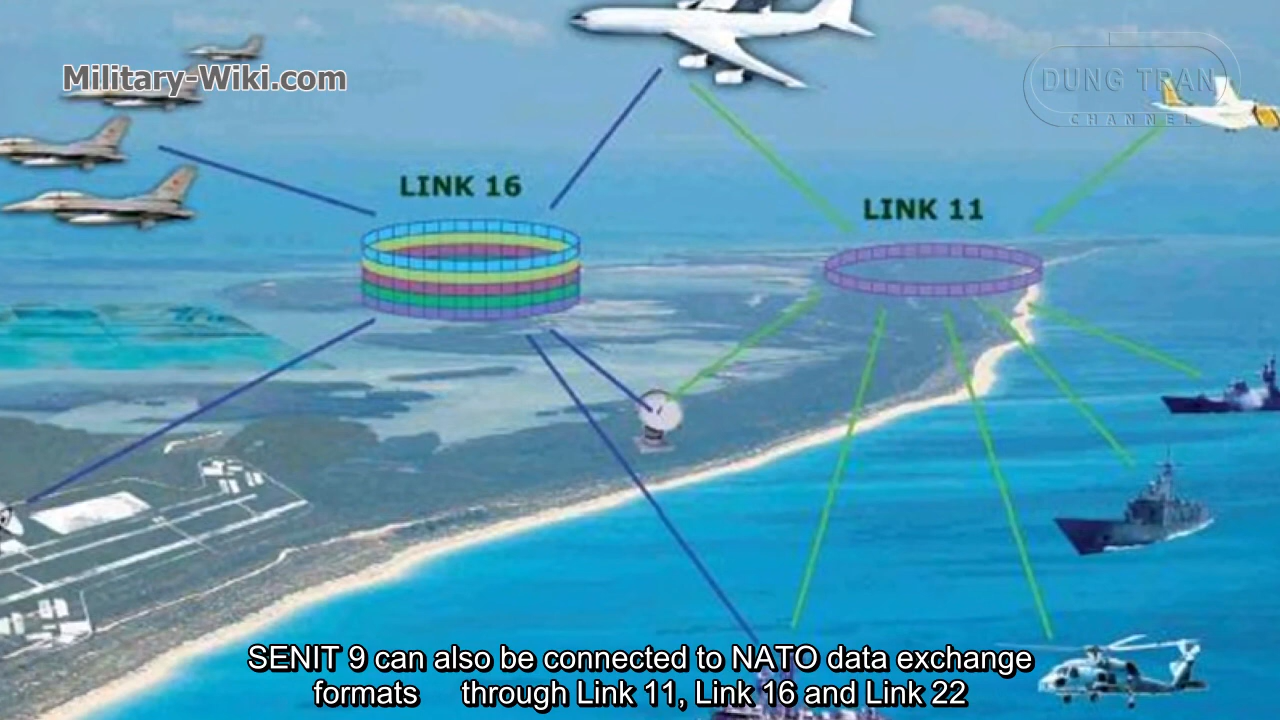 Military-Wiki.com
DUNG TRAN
CHANNEL
LINK 16
LINK 11
SENIT 9 can also be connected to NATO data exchange
formats through Link 11, Link 16 and Link 22